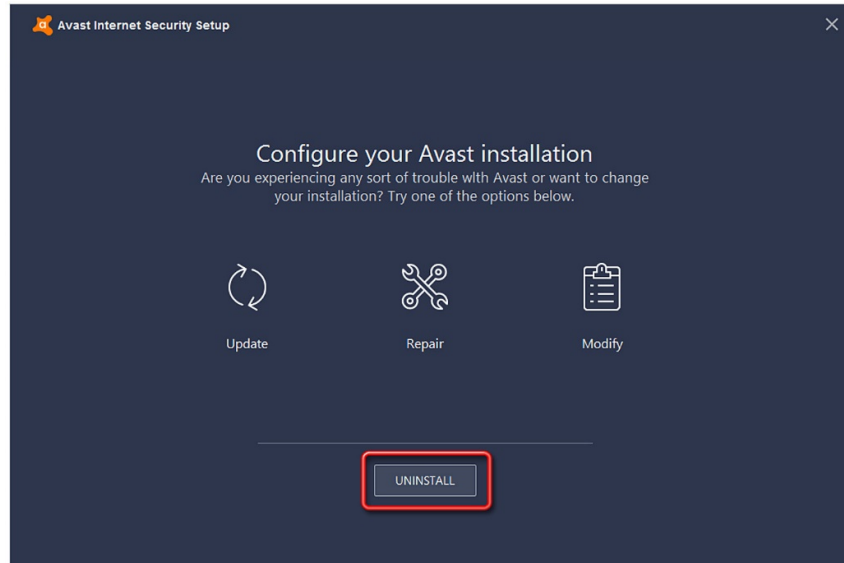 Avast Internet Security Setup
Configure your Avast installation
Are you experiencing any sort of trouble with Avast or want to change
your installation? Try one of the options below.
Update
Repair
Modify
UNINSTALL